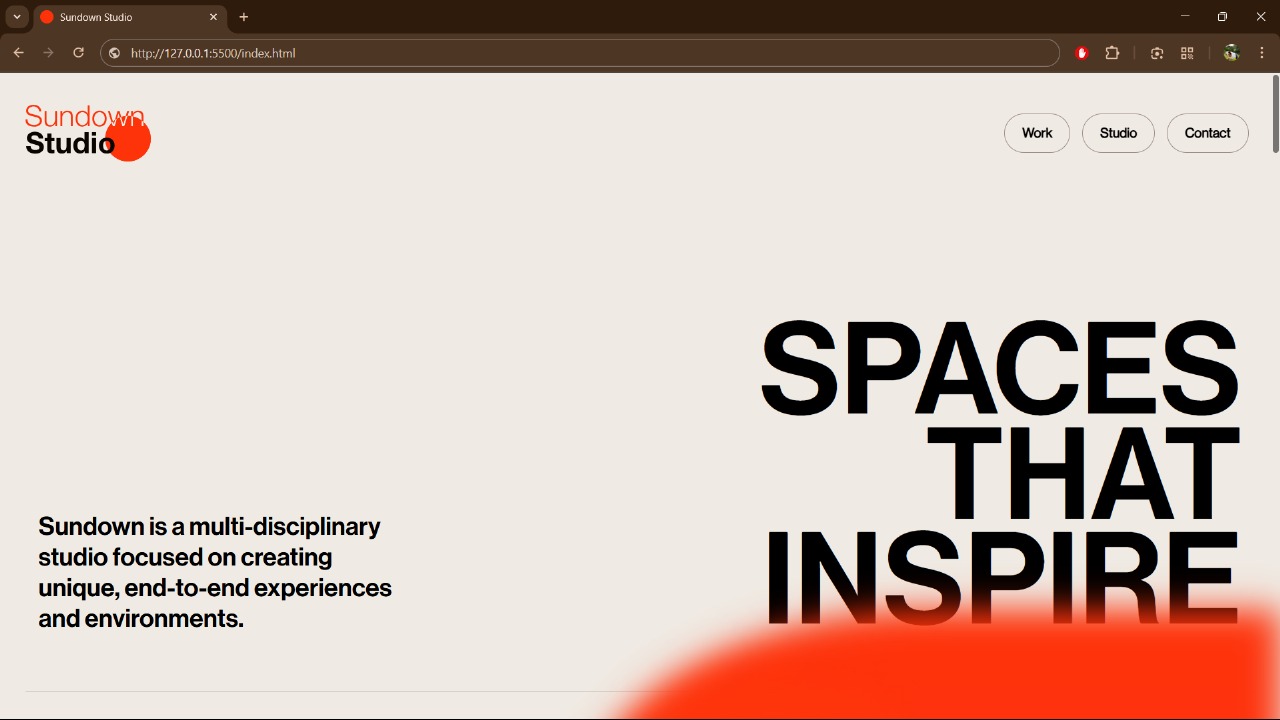 Sundown Studio
http://127.0.0.1:5500/index.html
Sundown
Studio
Work
Studio
Contact
SPACES
THAT
INSPIRE
Sundown is a multi-disciplinary
studio focused on creating
unique, end-to-end experiences
and environments.